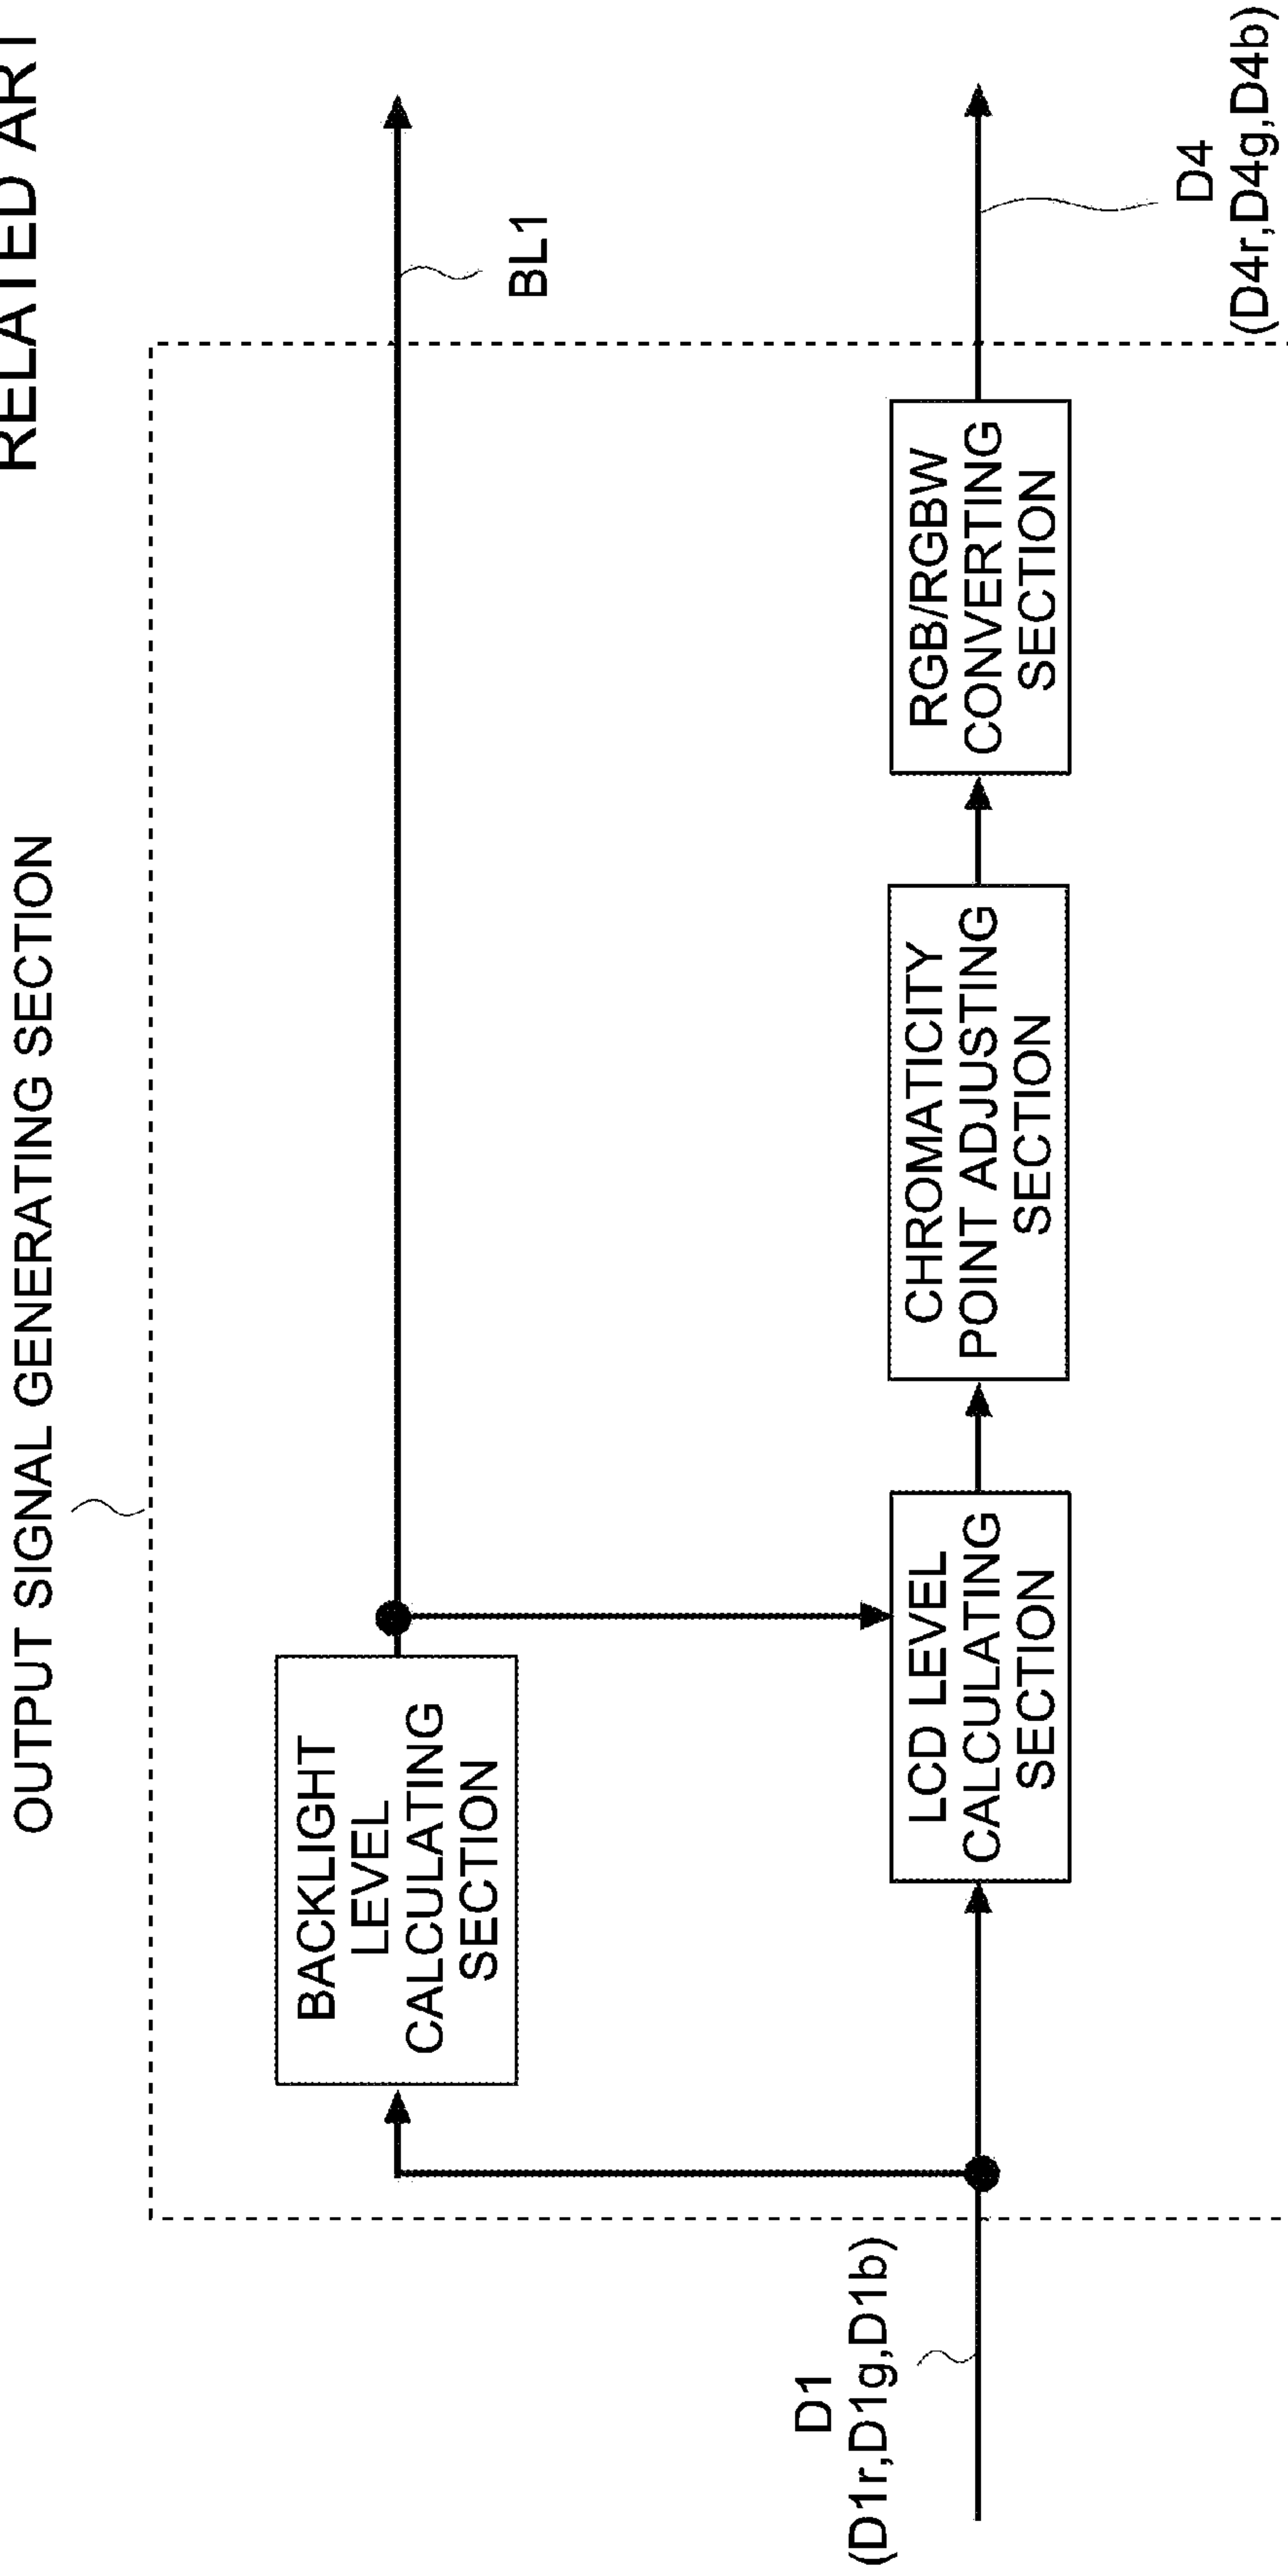 RELATED ART
OUTPUT SIGNAL GENERATING SECTION
BACKLIGHT
LEVEL
CALCULATING
SECTION
BL1
D1
(D1r,D1g,D1b)
LCD LEVEL
CALCULATING
SECTION
CHROMATICITY
POINT ADJUSTING
SECTION
RGB/RGBW
CONVERTING
SECTION
D4
(D4r,D4g,D4b)